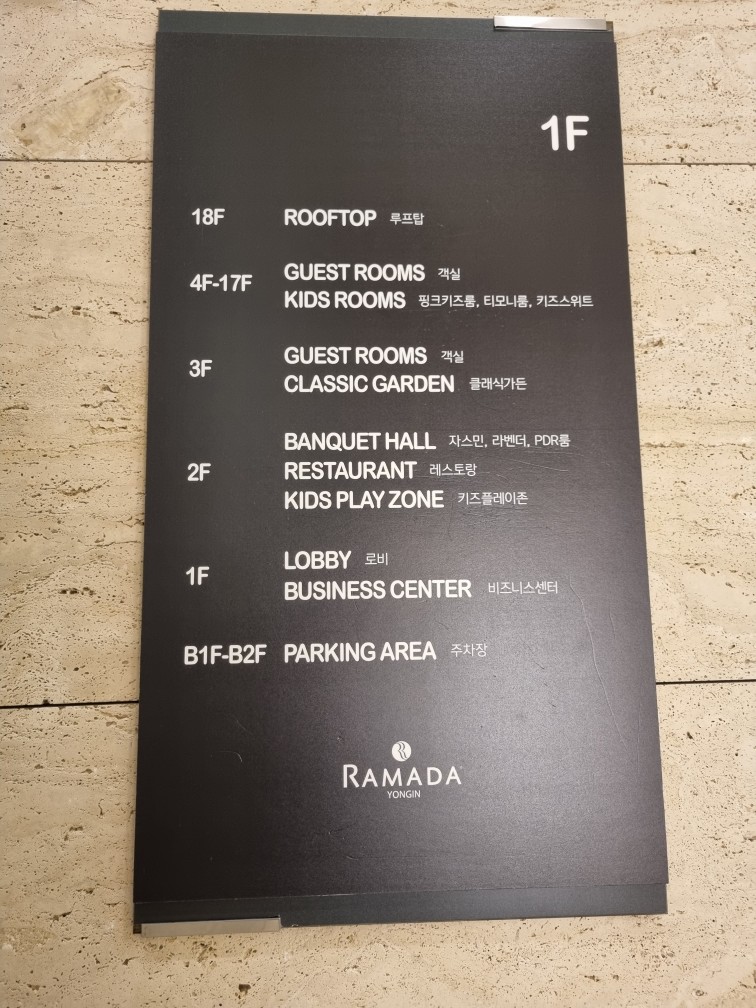 1F
18F ROOFTOP 루프탑
4F-17F
GUEST ROOMS 객실
KIDS ROOMS 핑크키즈룸, 티모니룸, 키즈스위트
3F
GUEST ROOMS 객실
CLASSIC GARDEN 클래식가든
2F
BANQUET HALL 자스민, 라벤더, PDR룸
RESTAURANT 레스토랑
KIDS PLAY ZONE 키즈플레이존
1F
LOBBY 로비
BUSINESS CENTER 비즈니스센터
B1F-B2F PARKING AREA 주차장
RAMADA
YONGIN